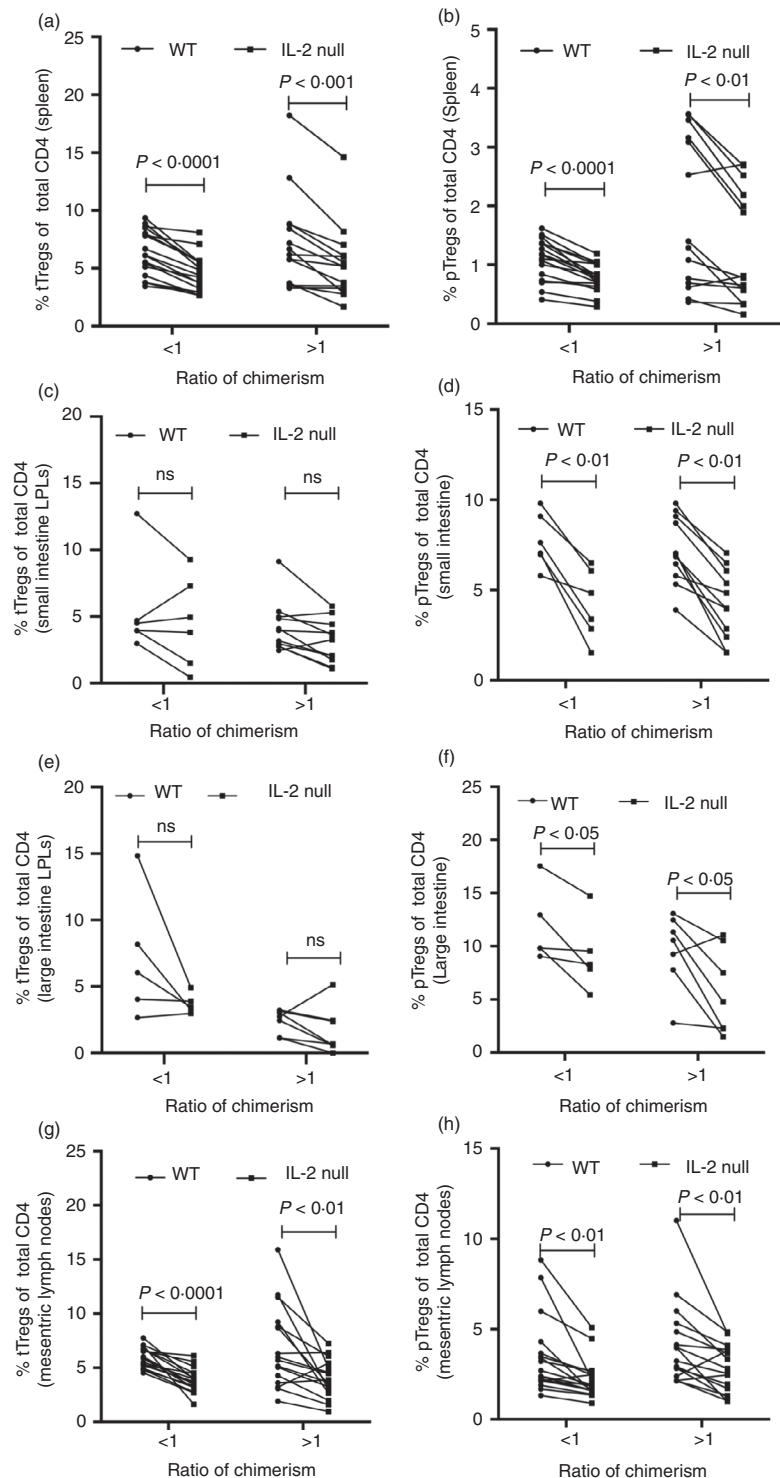 (a)
WT
IL-2 null
P < 0·001
P < 0·0001
% tTregs of total CD4 (spleen)
25
20
15
10
5
0
<1
>1
Ratio of chimerism
(b)
WT
IL-2 null
P < 0·01
P < 0·0001
% pTregs of total CD4 (Spleen)
5
4
3
2
1
0
<1
>1
Ratio of chimerism
(c)
WT
IL-2 null
ns
ns
% tTregs of total CD4
(small intestine LPLs)
20
15
10
5
0
<1
>1
Ratio of chimerism
(d)
WT
IL-2 null
P < 0·01
P < 0·01
% pTregs of total CD4
(small intestine)
15
10
5
0
<1
>1
Ratio of chimerism
(e)
WT
IL-2 null
ns
ns
% tTregs of total CD4
(large intestine LPLs)
20
15
10
5
0
<1
>1
Ratio of chimerism
(f)
WT
IL-2 null
P < 0·05
P < 0·05
% pTregs of total CD4
(Large intestine)
25
20
15
10
5
0
<1
>1
Ratio of chimerism
(g)
WT
IL-2 null
P < 0·01
P < 0·0001
% tTregs of total CD4
(mesentric lymph nodes)
25
20
15
10
5
0
<1
>1
Ratio of chimerism
(h)
WT
IL-2 null
P < 0·01
P < 0·01
% pTregs of total CD4
(mesentric lymph nodes)
15
10
5
0
<1
>1
Ratio of chimerism